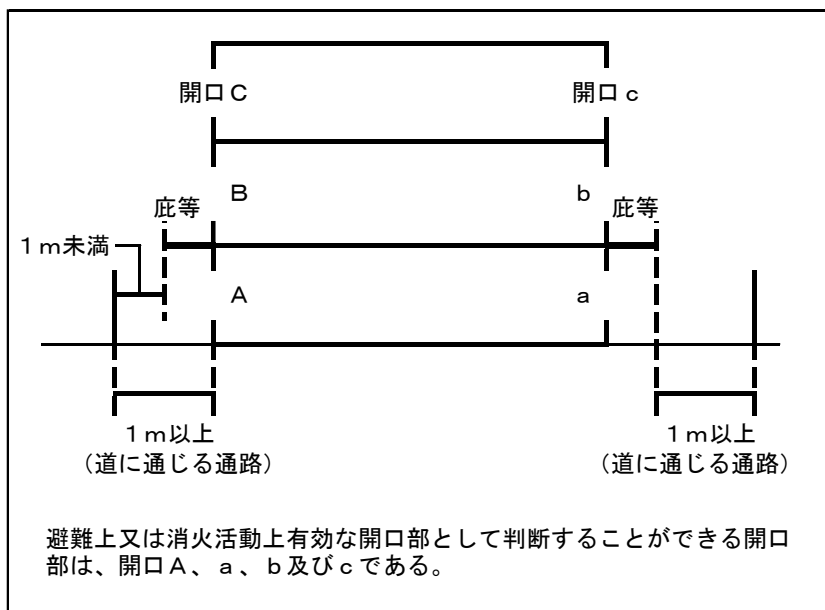 開口Ｃ
開口ｃ
Ｂ
ｂ
庇等
庇等
１ｍ未満
Ａ
ａ
１ｍ以上
（道に通じる通路）
１ｍ以上
（道に通じる通路）
避難上又は消火活動上有効な開口部として判断することができる開口
部は、開口Ａ、ａ、ｂ及びｃである。